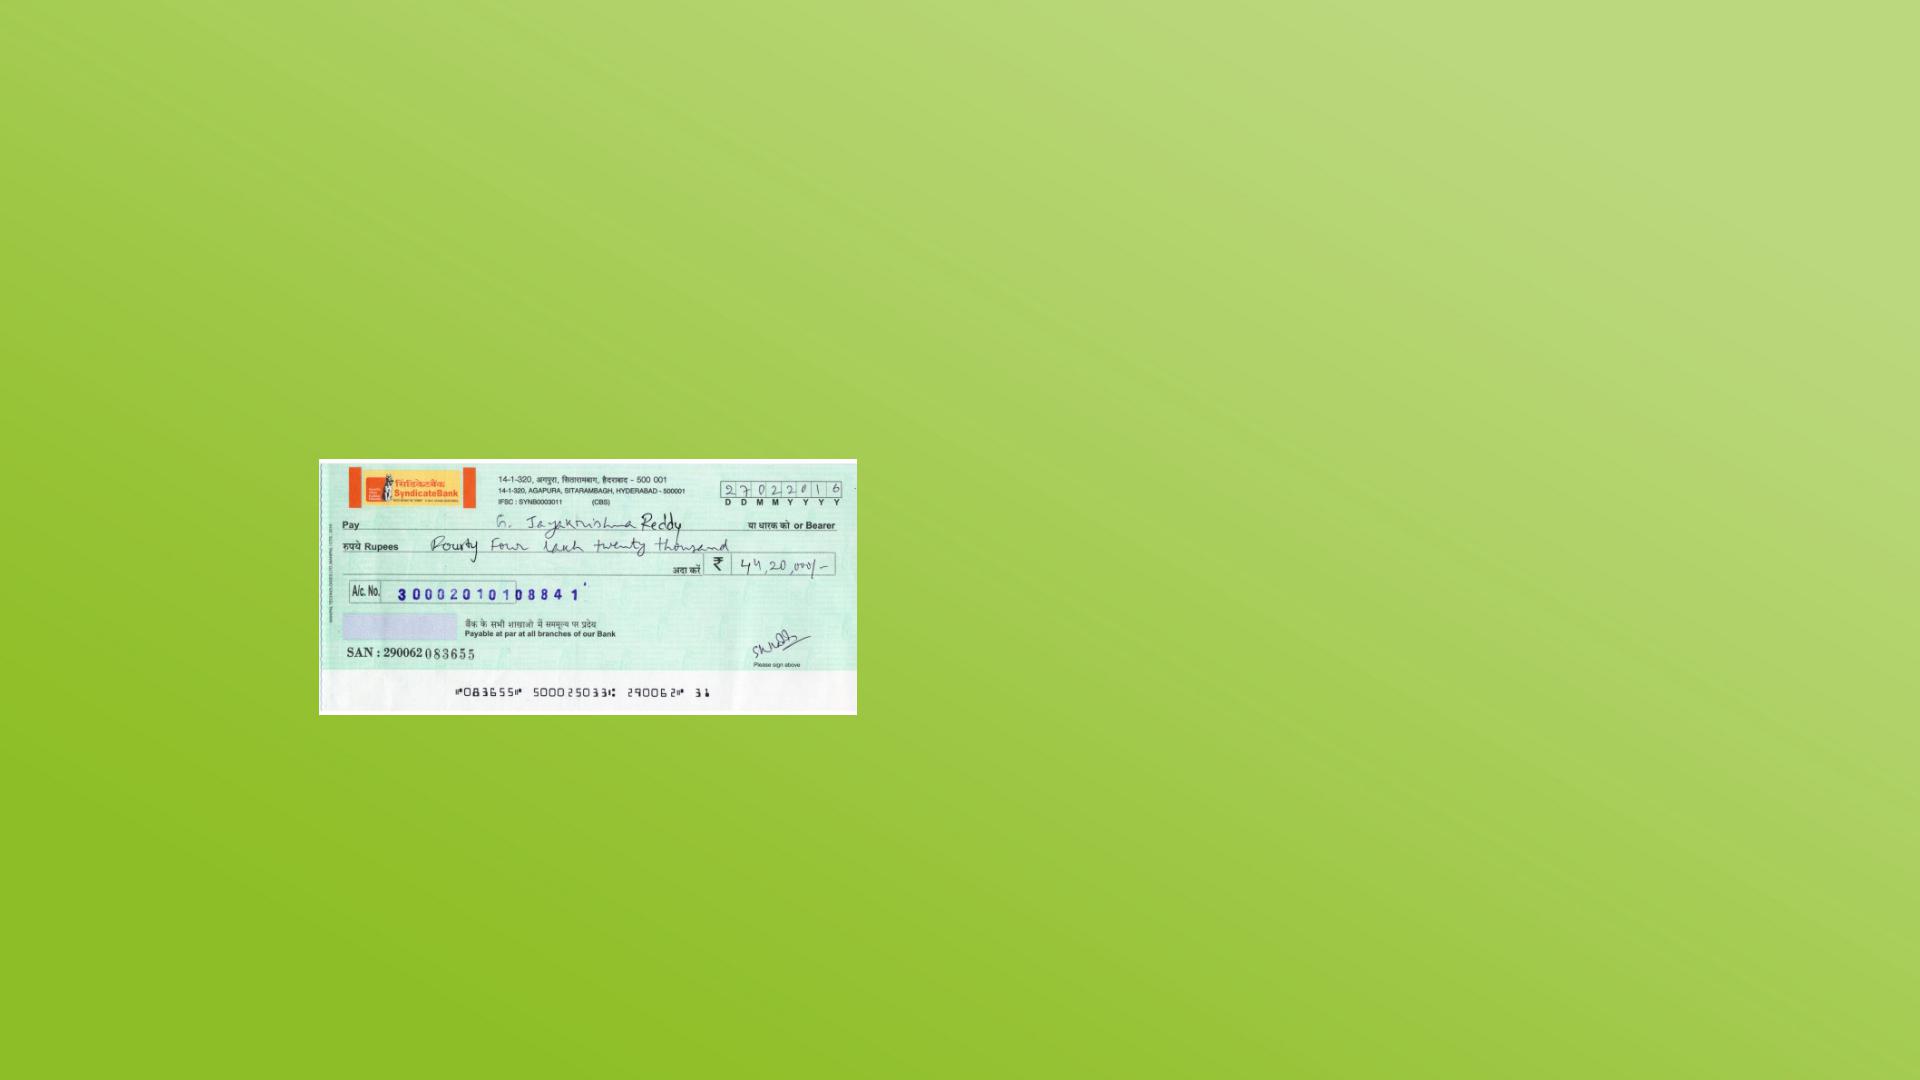 सिंडिकेटबैंक
SyndicateBank
14-1-320, अगपुरा, सितारामबाग, हैदराबाद - 500 001
14-1-320, AGAPURA, SITARAMBAGH, HYDERABAD - 500001
IFSC : SYNB0003011 (CBS)
2 7 0 2 2 0 1 6
D D M M Y Y Y Y
Pay G. Jayakrishna Reddy या धारक को or Bearer
रुपये Rupees Fourty Four lakh twenty thousand
अदा करें ₹ 44,20,000/-
A/c. No. 30002010108841
बैंक के सभी शाखाओं में सममूल्य पर प्रदेय
Payable at par at all branches of our Bank
SAN : 290062 083655
Please sign above
⑈083655⑈ 500025033⑆ 290062⑈ 31